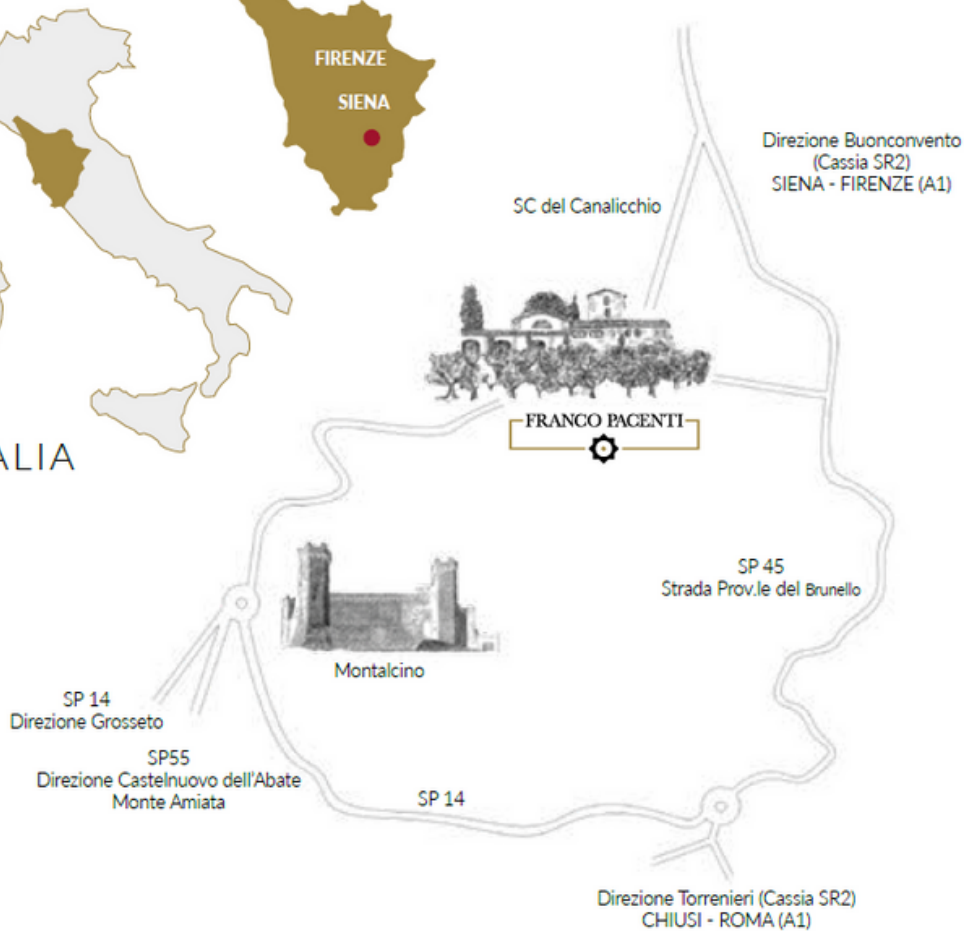 FIRENZE
SIENA
Direzione Buonconvento
(Cassia SR2)
SIENA - FIRENZE (A1)
SC del Canalicchio
FRANCO PACENTI
ALIA
SP 45
Strada Prov.le del Brunello
Montalcino
SP 14
Direzione Grosseto
SP55
Direzione Castelnuovo dell'Abate
Monte Amiata
SP 14
Direzione Torrenieri (Cassia SR2)
CHIUSI - ROMA (A1)